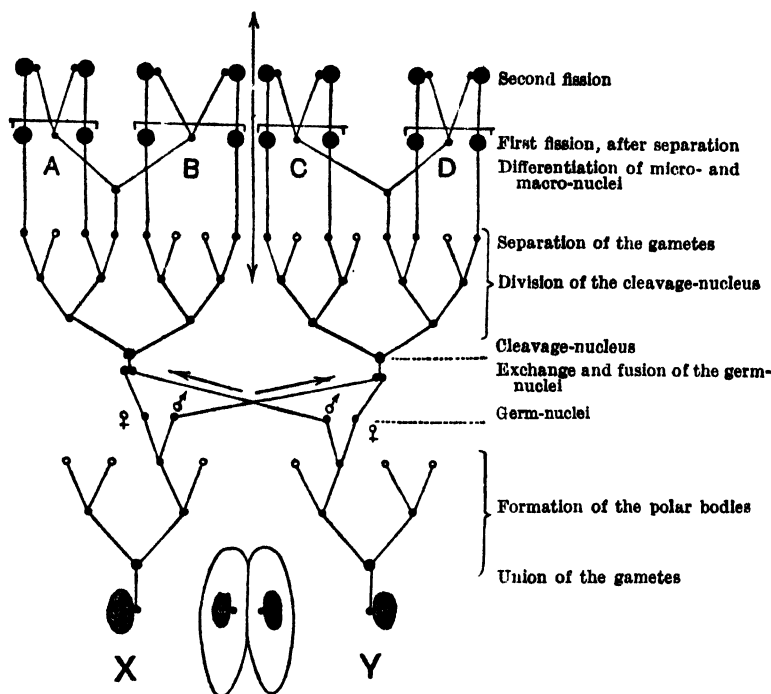 Second fission
A
B
C
D
First fission, after separation
Differentiation of micro- and
macro-nuclei
Separation of the gametes
Division of the cleavage-nucleus
Cleavage-nucleus
Exchange and fusion of the germ-
nuclei
♀
♂
♂
♀
Germ-nuclei
Formation of the polar bodies
Union of the gametes
X
Y